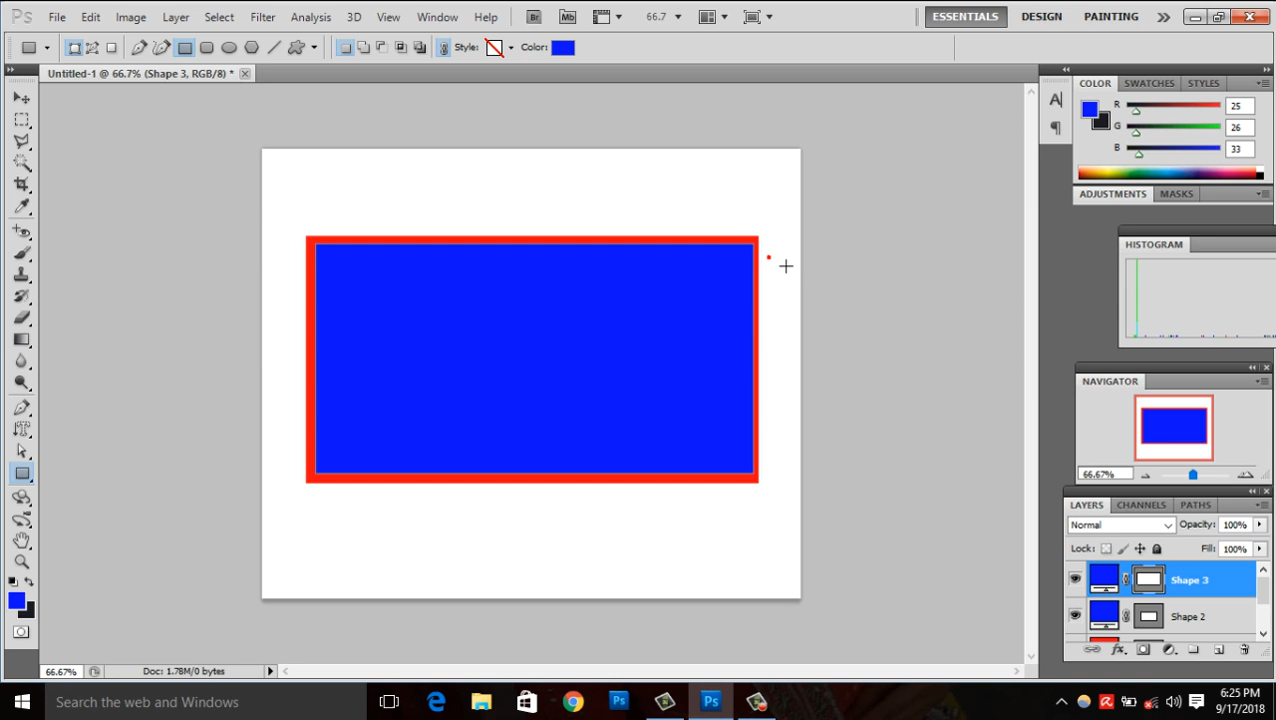 Ps File Edit Image Layer Select Filter Analysis 3D View Window Help Br Mb 66.7 ESSENTIALS DESIGN PAINTING
Style: Color:
Untitled-1 @ 66.7% (Shape 3, RGB/8) *
COLOR SWATCHES STYLES
R 25
G 26
B 33
ADJUSTMENTS MASKS
HISTOGRAM
NAVIGATOR
66.67%
LAYERS CHANNELS PATHS
Normal Opacity: 100%
Lock: Fill: 100%
Shape 3
Shape 2
66.67% Doc: 1.78M/0 bytes
Search the web and Windows
6:25 PM
9/17/2018